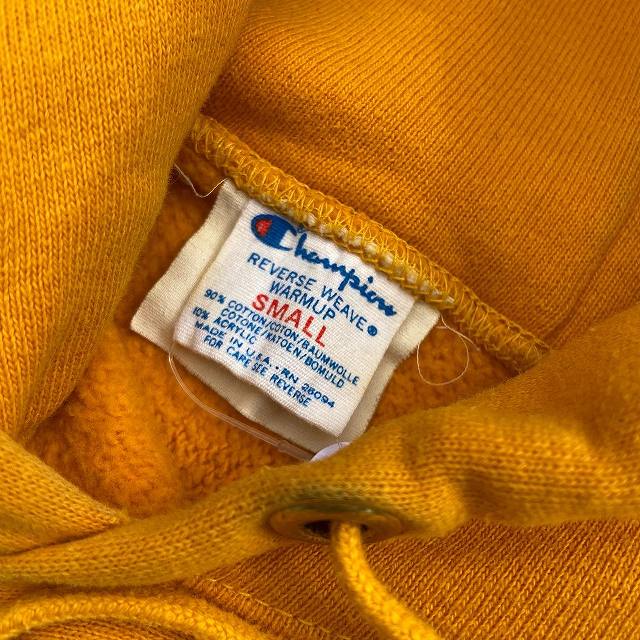 Champion
REVERSE WEAVE®
WARMUP
SMALL
90% COTTON/COTON/BAUMWOLLE
COTONE/KATOEN/BOMULD
10% ACRYLIC
MADE IN U.S.A. • RN 26094
FOR CARE SEE REVERSE